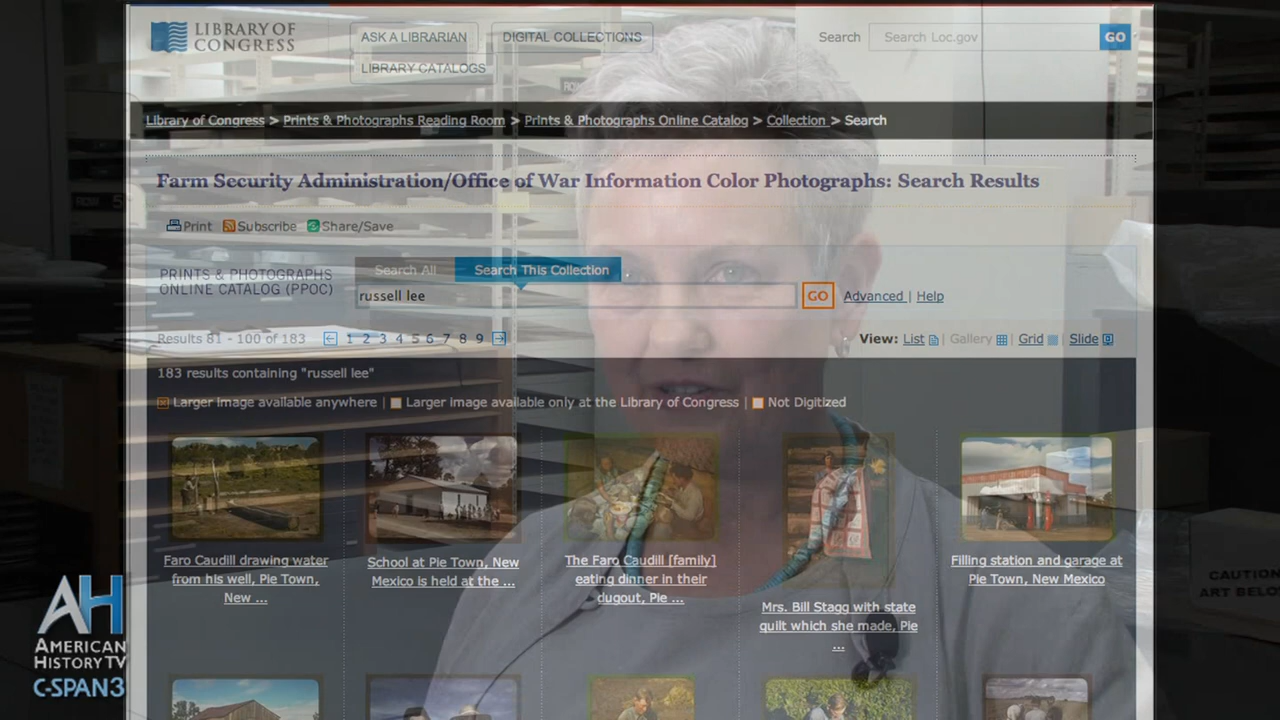 LIBRARY OF
CONGRESS
ASK A LIBRARIAN
DIGITAL COLLECTIONS
LIBRARY CATALOGS
Search
Search Loc.gov
GO
Library of Congress > Prints & Photographs Reading Room > Prints & Photographs Online Catalog > Collection > Search
Farm Security Administration/Office of War Information Color Photographs: Search Results
Print Subscribe Share/Save
PRINTS & PHOTOGRAPHS
ONLINE CATALOG (PPOC)
Search All
Search This Collection
russell lee
GO
Advanced | Help
Results 81 - 100 of 183
1 2 3 4 5 6 7 8 9
View: List | Gallery | Grid | Slide
183 results containing "russell lee"
Larger image available anywhere | Larger image available only at the Library of Congress | Not Digitized
Faro Caudill drawing water
from his well, Pie Town,
New ...
School at Pie Town, New
Mexico is held at the ...
The Faro Caudill [family]
eating dinner in their
dugout, Pie ...
Mrs. Bill Stagg with state
quilt which she made, Pie
...
Filling station and garage at
Pie Town, New Mexico
CAUTION
ART BELO
AH
AMERICAN
HISTORY TV
C-SPAN3